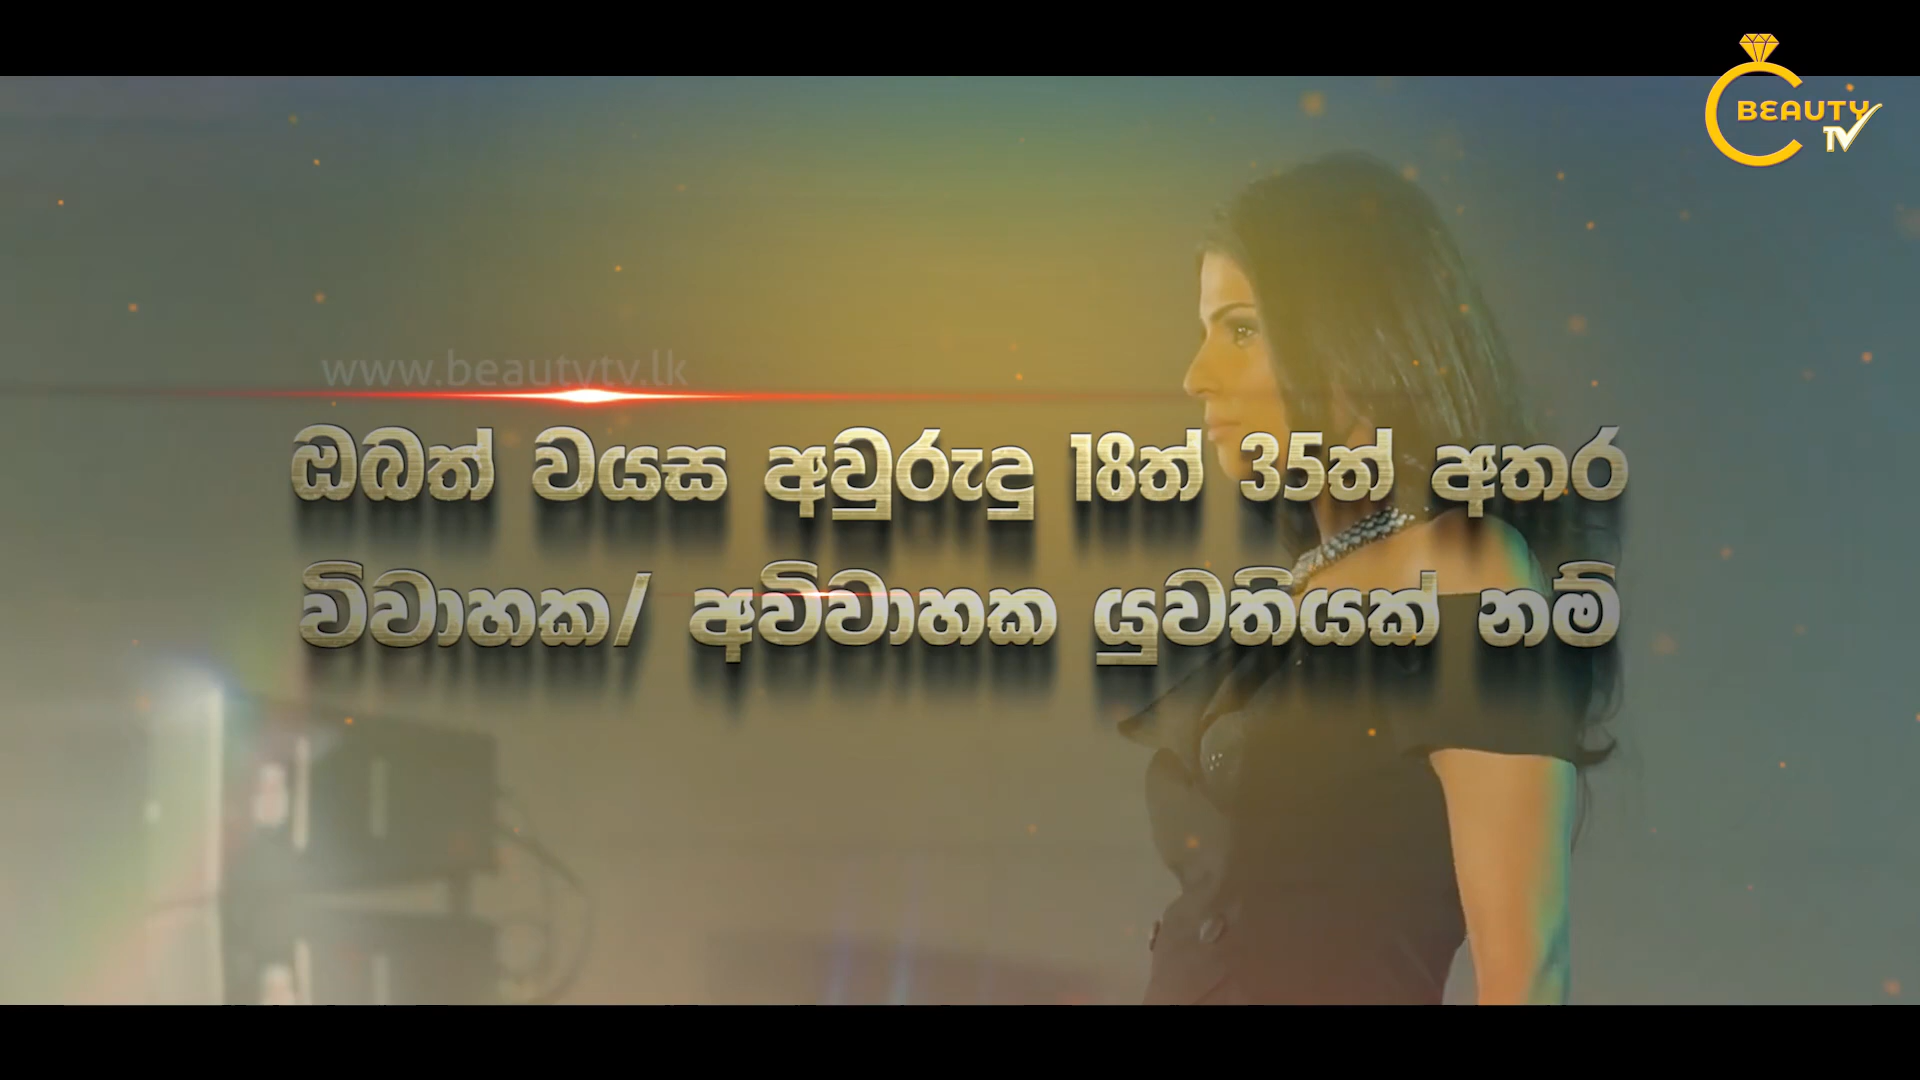 BEAUTY
TV
www.beautytv.lk
ඔබත් වයස අවුරුදු 18ත් 35ත් අතර
විවාහක/ අවිවාහක යුවතියක් නම්